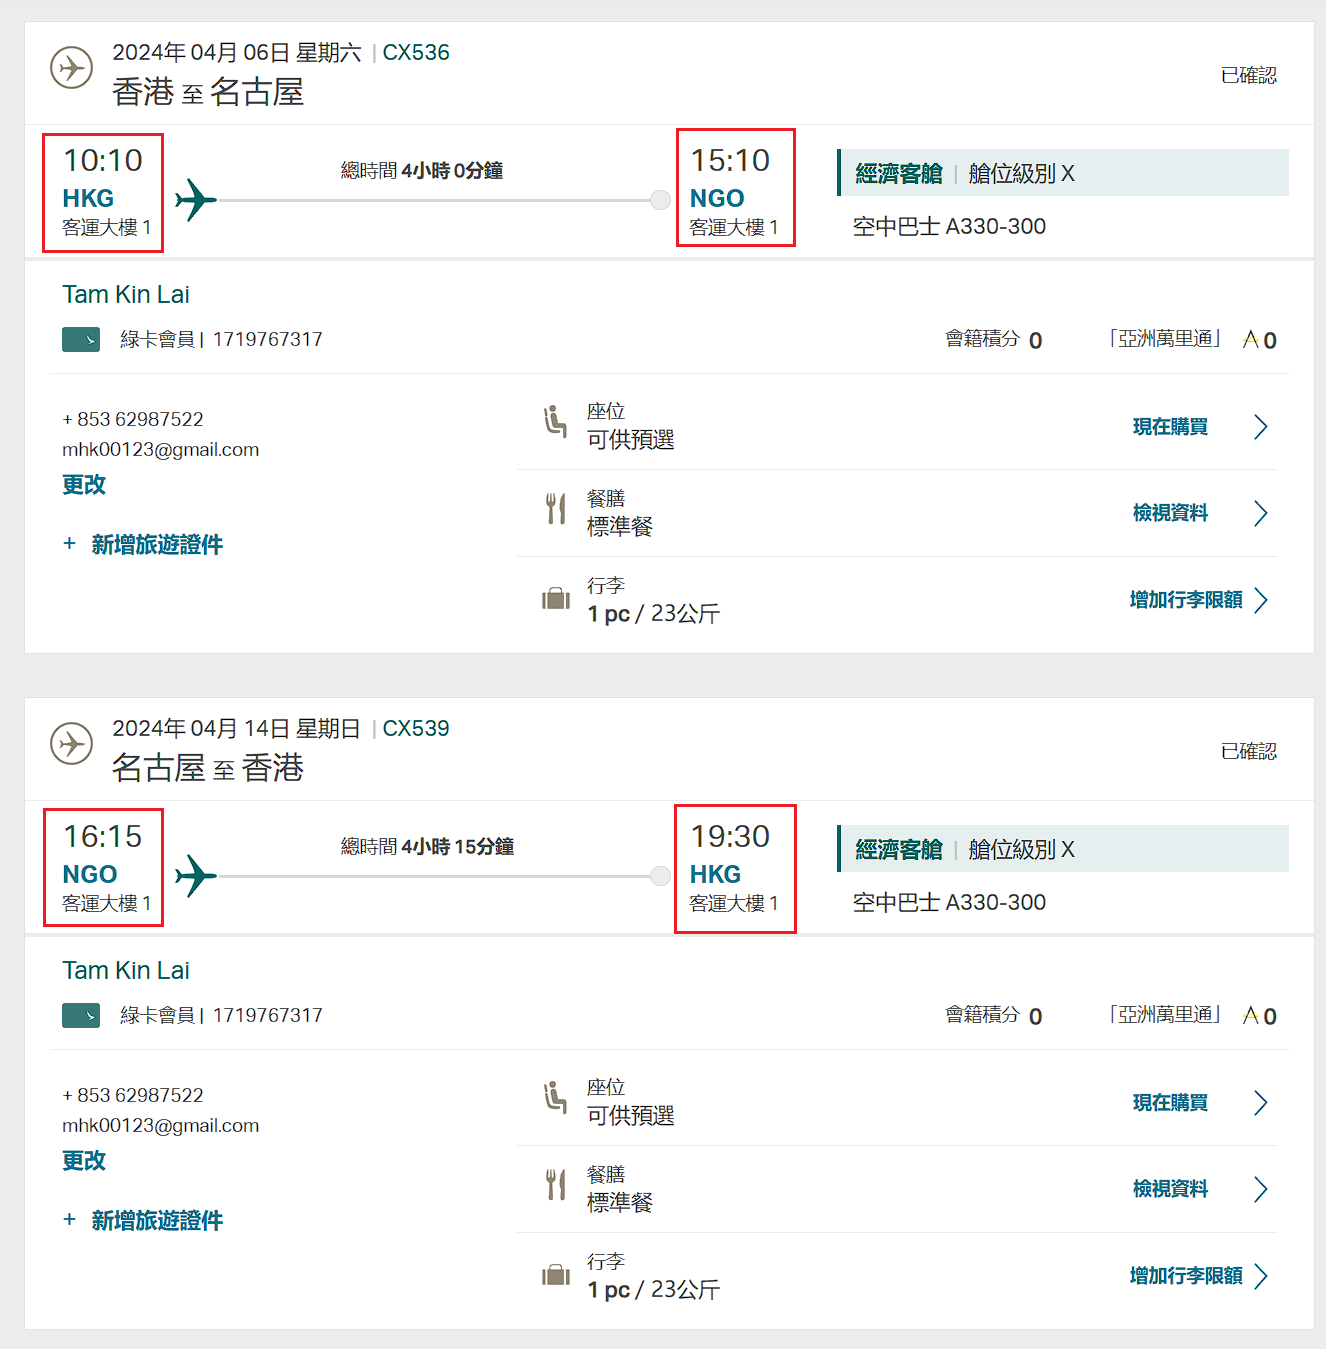 2024年 04月 06日 星期六 | CX536
香港 至 名古屋
已確認
10:10
HKG
客運大樓 1
總時間 4小時 0分鐘
15:10
NGO
客運大樓 1
經濟客艙 | 艙位級別 X
空中巴士 A330-300
Tam Kin Lai
綠卡會員 | 1719767317
會籍積分 0
「亞洲萬里通」 0
+ 853 62987522
mhk00123@gmail.com
更改
+ 新增旅遊證件
座位
可供預選
現在購買
餐膳
標準餐
檢視資料
行李
1 pc / 23公斤
增加行李限額
2024年 04月 14日 星期日 | CX539
名古屋 至 香港
已確認
16:15
NGO
客運大樓 1
總時間 4小時 15分鐘
19:30
HKG
客運大樓 1
經濟客艙 | 艙位級別 X
空中巴士 A330-300
Tam Kin Lai
綠卡會員 | 1719767317
會籍積分 0
「亞洲萬里通」 0
+ 853 62987522
mhk00123@gmail.com
更改
+ 新增旅遊證件
座位
可供預選
現在購買
餐膳
標準餐
檢視資料
行李
1 pc / 23公斤
增加行李限額